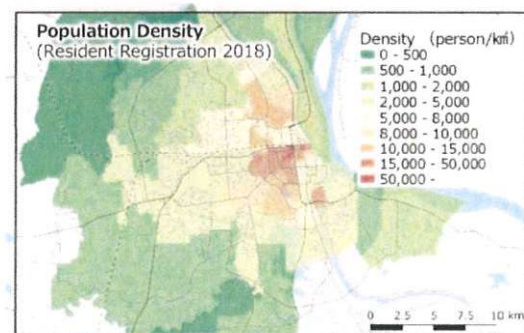 Population Density
(Resident Registration 2018)
Density (person/k㎡)
0 - 500
500 - 1,000
1,000 - 2,000
2,000 - 5,000
5,000 - 8,000
8,000 - 10,000
10,000 - 15,000
15,000 - 50,000
50,000 -
0 2.5 5 7.5 10 km